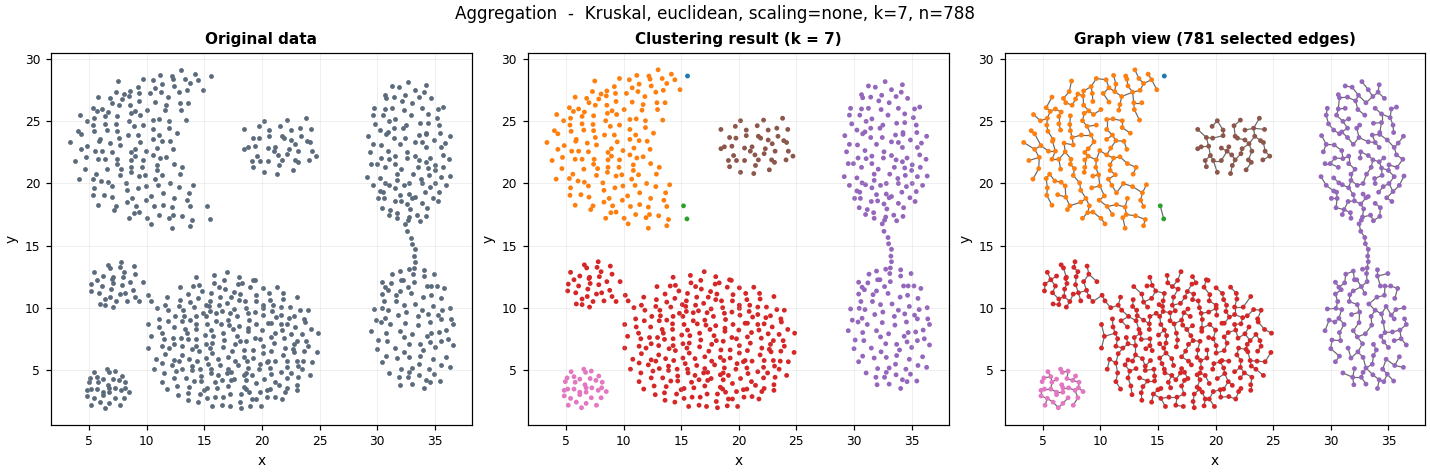 Aggregation  -  Kruskal, euclidean, scaling=none, k=7, n=788
Original data
30
25
20
15
10
5
y
5 10 15 20 25 30 35
x
Clustering result (k = 7)
30
25
20
15
10
5
y
5 10 15 20 25 30 35
x
Graph view (781 selected edges)
30
25
20
15
10
5
y
5 10 15 20 25 30 35
x